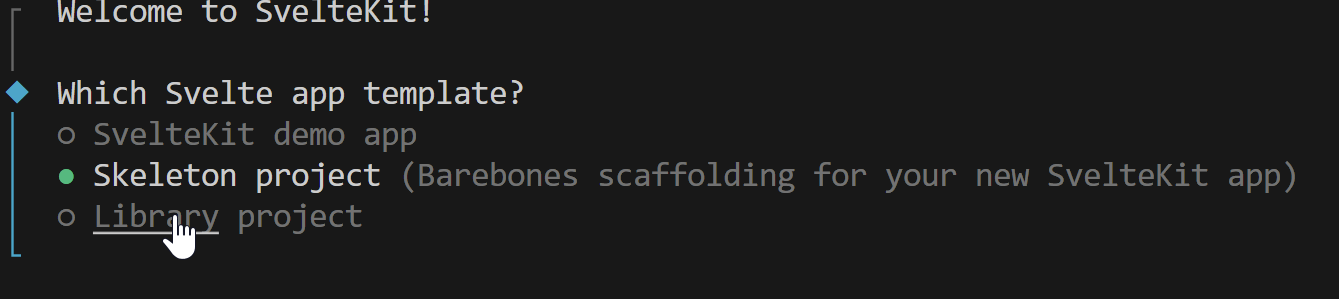 Welcome to SvelteKit!
Which Svelte app template?
SvelteKit demo app
Skeleton project (Barebones scaffolding for your new SvelteKit app)
Library project